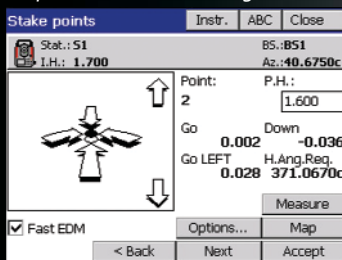 Stake points Instr. ABC Close
Stat.: S1 BS.:BS1
I.H.: 1.700 Az.:40.6750c
Point: P.H.:
2 1.600
Go Down
0.002 -0.036
Go LEFT H.Ang.Req.
0.028 371.0670c
Measure
Fast EDM Options... Map
< Back Next Accept